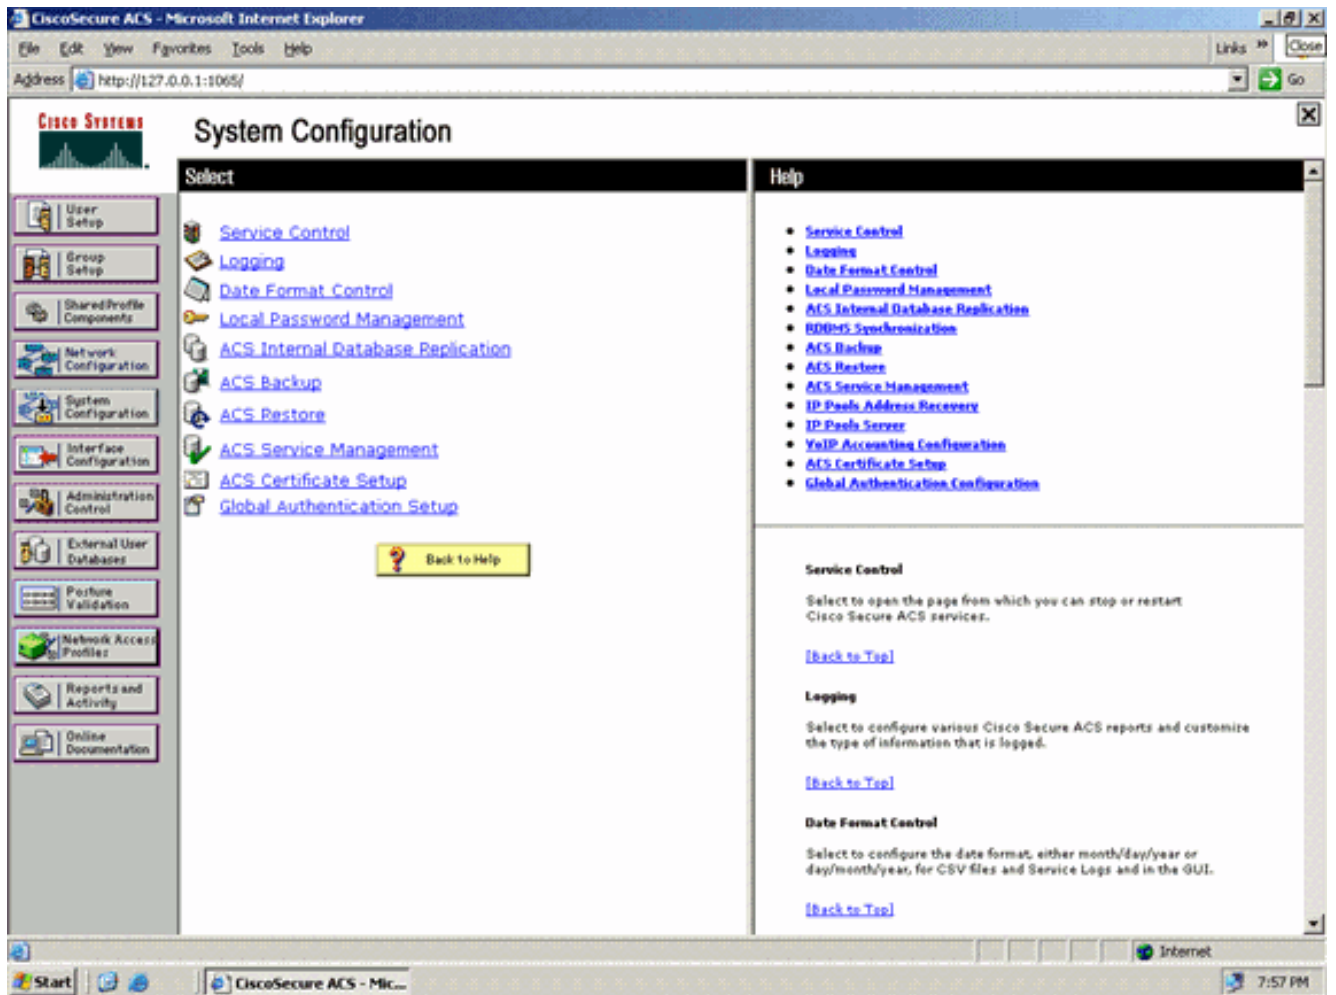 CiscoSecure ACS - Microsoft Internet Explorer
File Edit View Favorites Tools Help
Links »
Close
Address http://127.0.0.1:1065/
Go
CISCO SYSTEMS
System Configuration
Select
Help
User
Setup
Group
Setup
Shared Profile
Components
Network
Configuration
System
Configuration
Interface
Configuration
Administration
Control
External User
Databases
Posture
Validation
Network Access
Profiles
Reports and
Activity
Online
Documentation
Service Control
Logging
Date Format Control
Local Password Management
ACS Internal Database Replication
ACS Backup
ACS Restore
ACS Service Management
ACS Certificate Setup
Global Authentication Setup
Back to Help
Service Control
Logging
Date Format Control
Local Password Management
ACS Internal Database Replication
RDBMS Synchronization
ACS Backup
ACS Restore
ACS Service Management
IP Pools Address Recovery
IP Pools Server
VoIP Accounting Configuration
ACS Certificate Setup
Global Authentication Configuration
Service Control
Select to open the page from which you can stop or restart
Cisco Secure ACS services.
[Back to Top]
Logging
Select to configure various Cisco Secure ACS reports and customize
the type of information that is logged.
[Back to Top]
Date Format Control
Select to configure the date format, either month/day/year or
day/month/year, for CSV files and Service Logs and in the GUI.
[Back to Top]
Internet
Start
CiscoSecure ACS - Mic...
7:57 PM